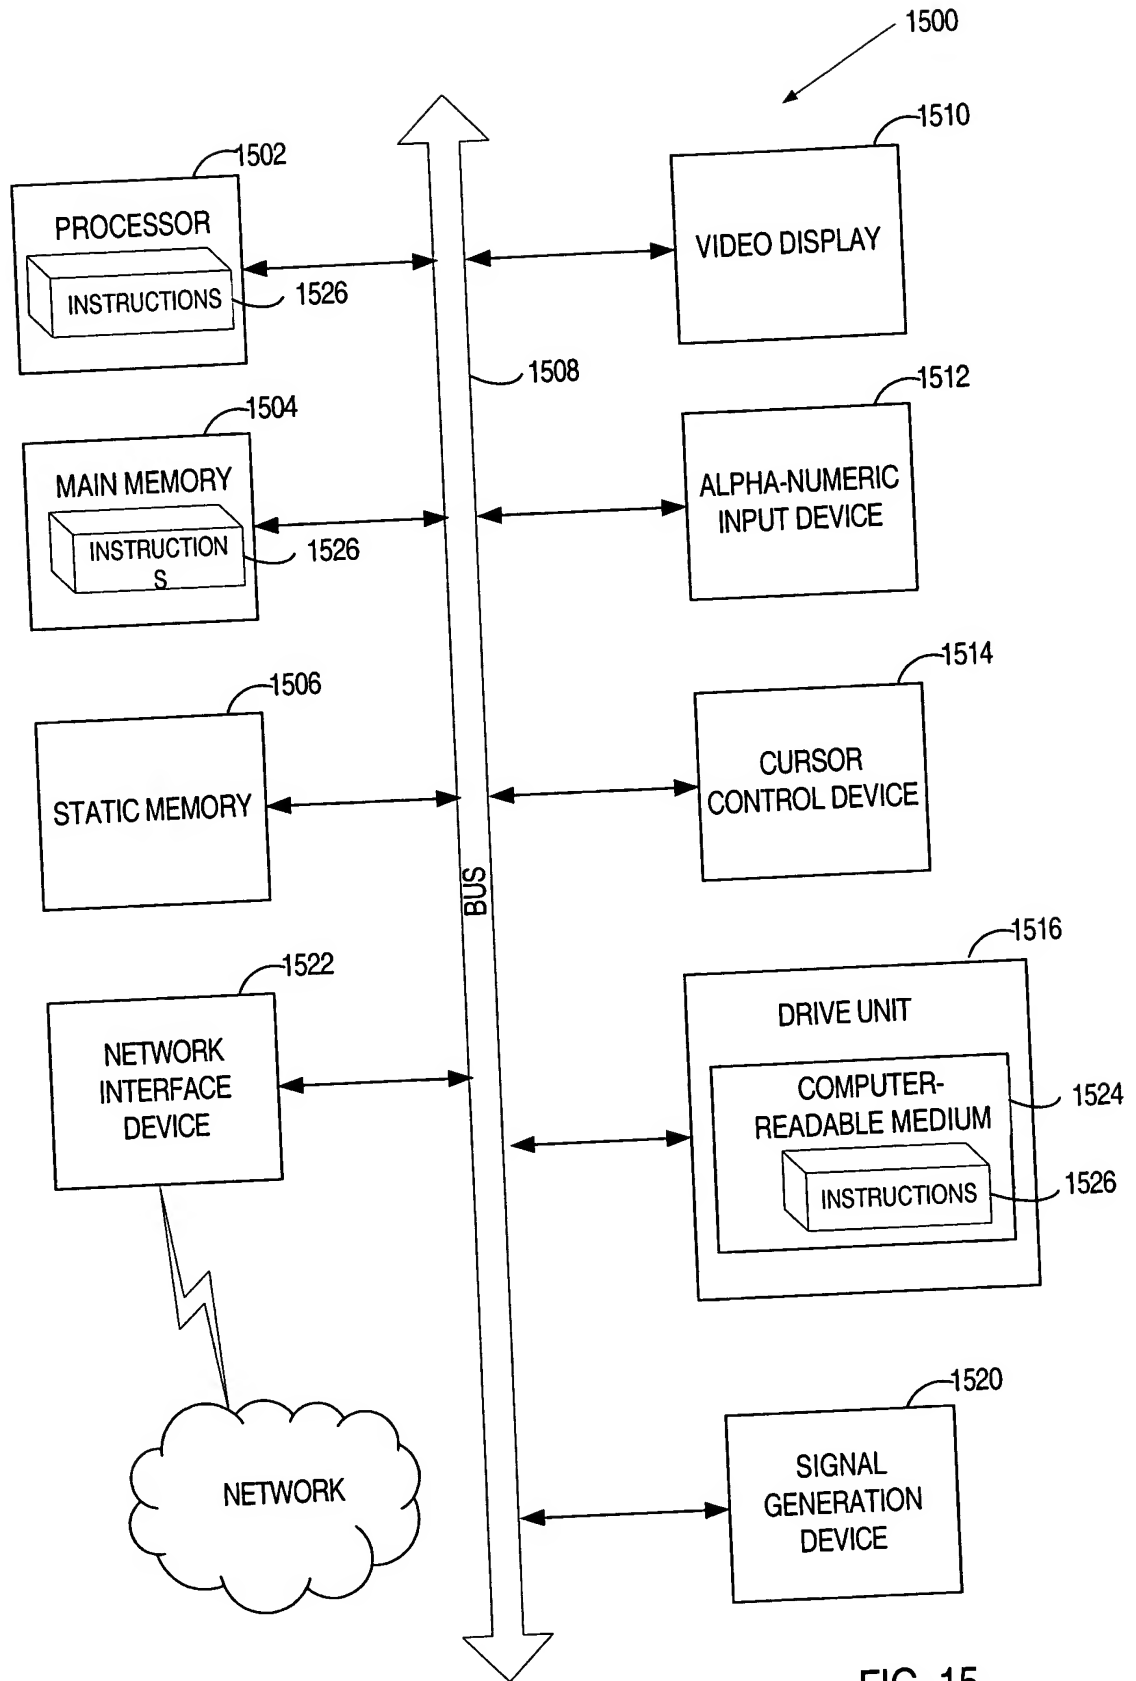 1500
1510
1502
PROCESSOR
VIDEO DISPLAY
INSTRUCTIONS
1526
1508
1512
1504
MAIN MEMORY
ALPHA-NUMERIC
INPUT DEVICE
INSTRUCTION
S
1526
1514
1506
CURSOR
CONTROL DEVICE
STATIC MEMORY
BUS
1516
1522
DRIVE UNIT
NETWORK
INTERFACE
DEVICE
COMPUTER-
READABLE MEDIUM
1524
INSTRUCTIONS
1526
1520
SIGNAL
GENERATION
DEVICE
NETWORK
FIG. 15